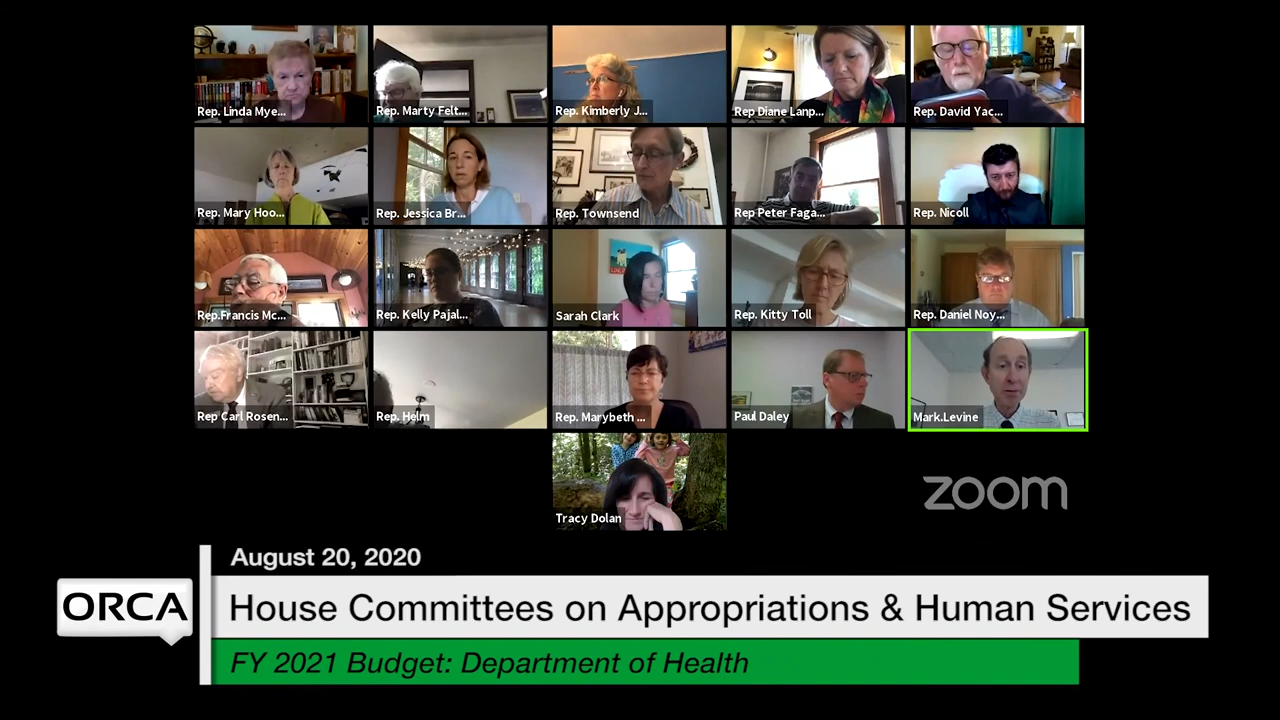 Rep. Linda Mye...
Rep. Marty Felt...
Rep. Kimberly J...
Rep Diane Lanp...
Rep. David Yac...
Rep. Mary Hoo...
Rep. Jessica Br...
Rep. Townsend
Rep Peter Faga...
Rep. Nicoll
Rep.Francis Mc...
Rep. Kelly Pajal...
Sarah Clark
Rep. Kitty Toll
Rep. Daniel Noy...
Rep Carl Rosen...
Rep. Helm
Rep. Marybeth ...
Paul Daley
Mark.Levine
Tracy Dolan
zoom
August 20, 2020
ORCA
House Committees on Appropriations & Human Services
FY 2021 Budget: Department of Health